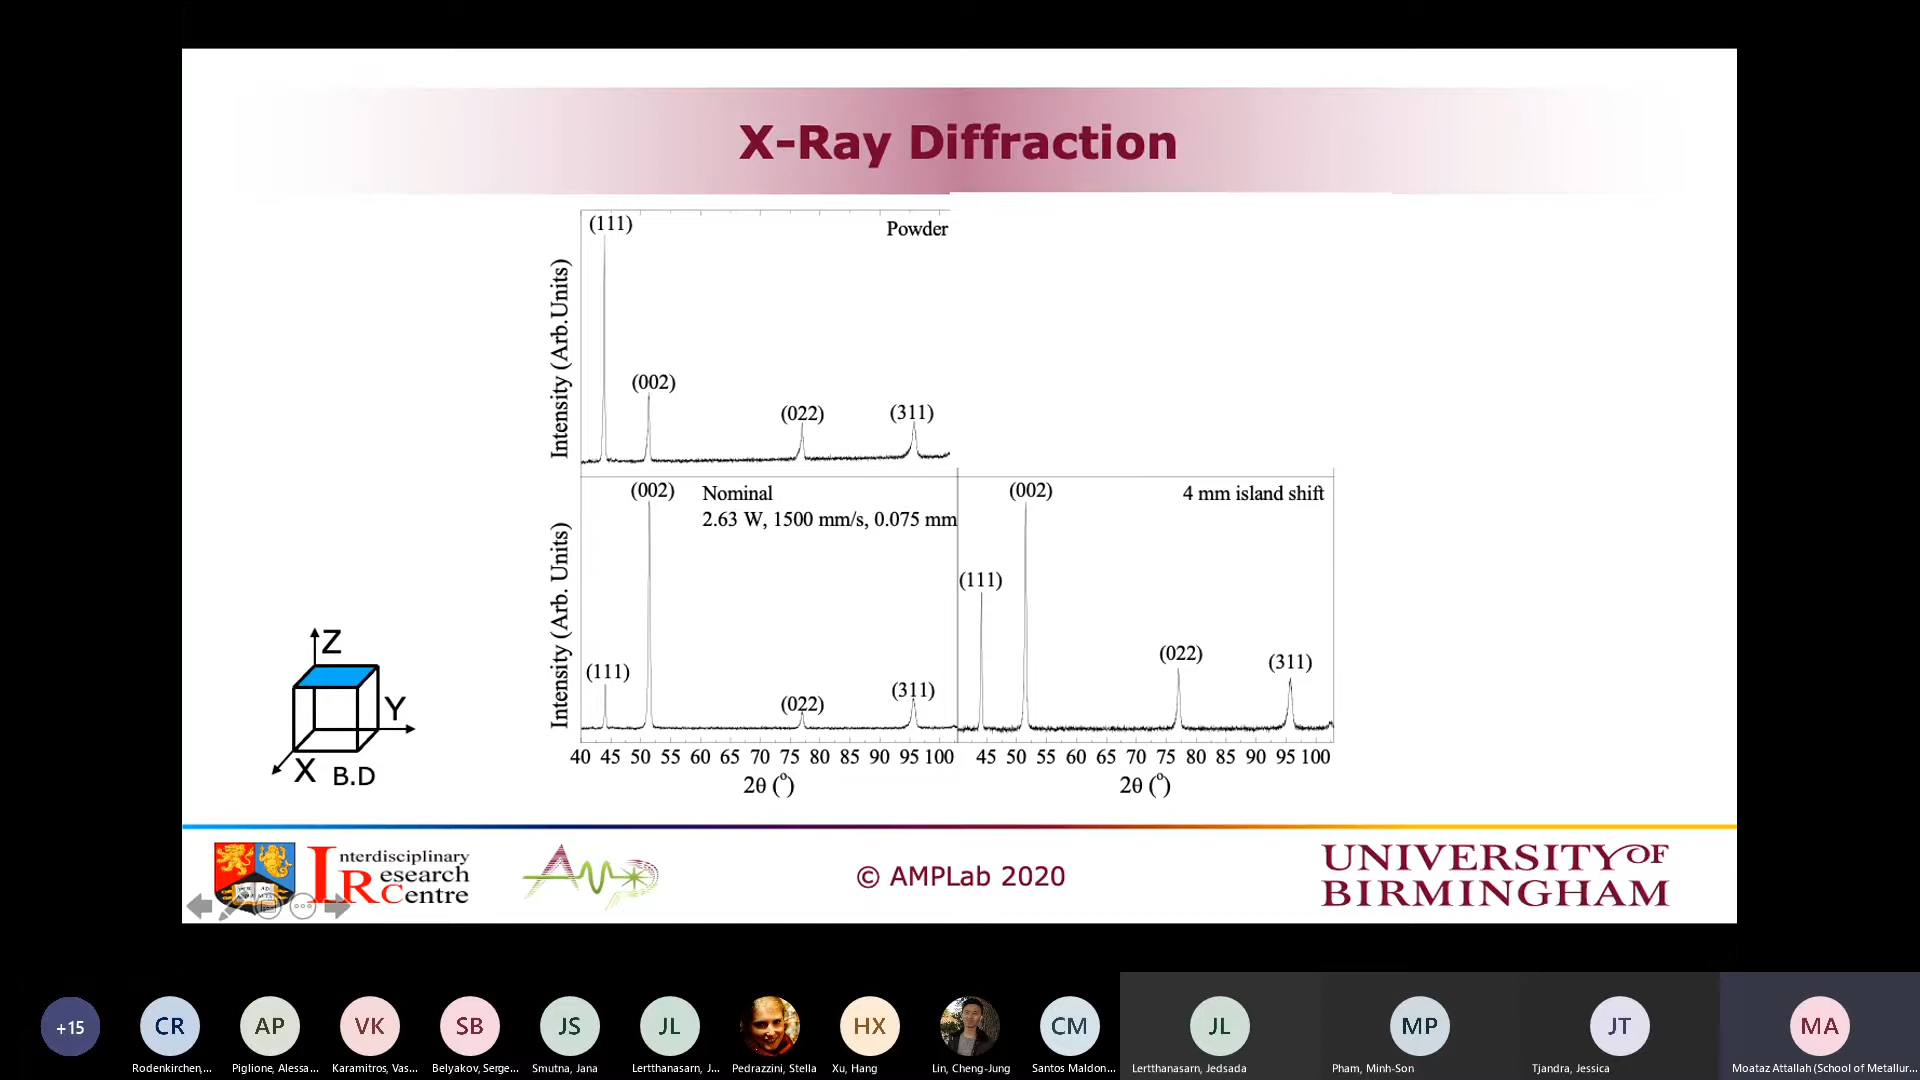 X-Ray Diffraction
(111)
Powder
(002)
(022)
(311)
Intensity (Arb.Units)
(002)
Nominal
2.63 W, 1500 mm/s, 0.075 mm
(111)
(022)
(311)
Intensity (Arb. Units)
40 45 50 55 60 65 70 75 80 85 90 95 100
2θ (°)
(002)
4 mm island shift
(111)
(022)
(311)
45 50 55 60 65 70 75 80 85 90 95 100
2θ (°)
Z
Y
X B.D
Interdisciplinary
Research
Centre
© AMPLab 2020
UNIVERSITY OF
BIRMINGHAM
+15
CR
AP
VK
SB
JS
JL
HX
CM
JL
MP
JT
MA
Rodenkirchen,...
Piglione, Alessa...
Karamitros, Vas...
Belyakov, Serge...
Smutna, Jana
Lertthanasarn, J...
Pedrazzini, Stella
Xu, Hang
Lin, Cheng-Jung
Santos Maldon...
Lertthanasarn, Jedsada
Pham, Minh-Son
Tjandra, Jessica
Moataz Attallah (School of Metallur...